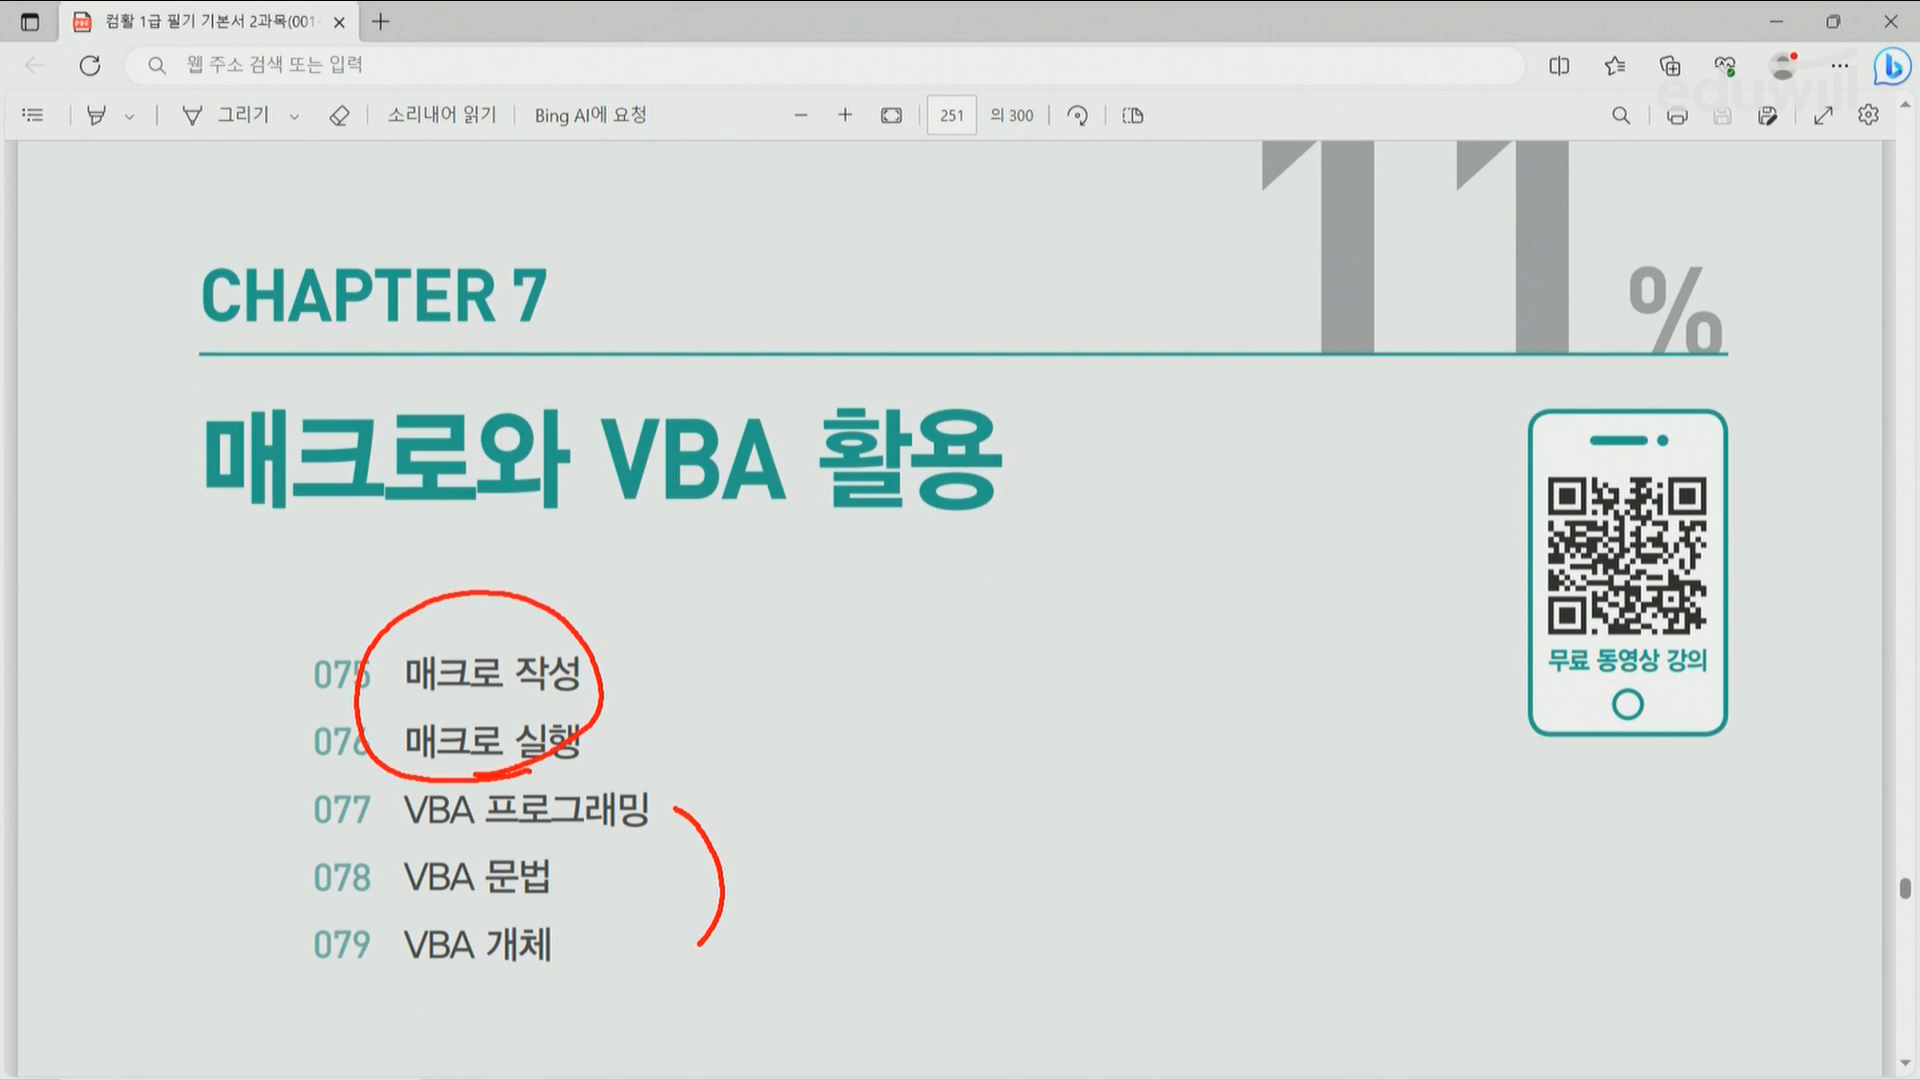 컴활 1급 필기 기본서 2과목(001-
웹 주소 검색 또는 입력
그리기
소리내어 읽기
Bing AI에 요청
251
의 300
eduwill
11%
CHAPTER 7
매크로와 VBA 활용
075 매크로 작성
076 매크로 실행
077 VBA 프로그래밍
078 VBA 문법
079 VBA 개체
무료 동영상 강의